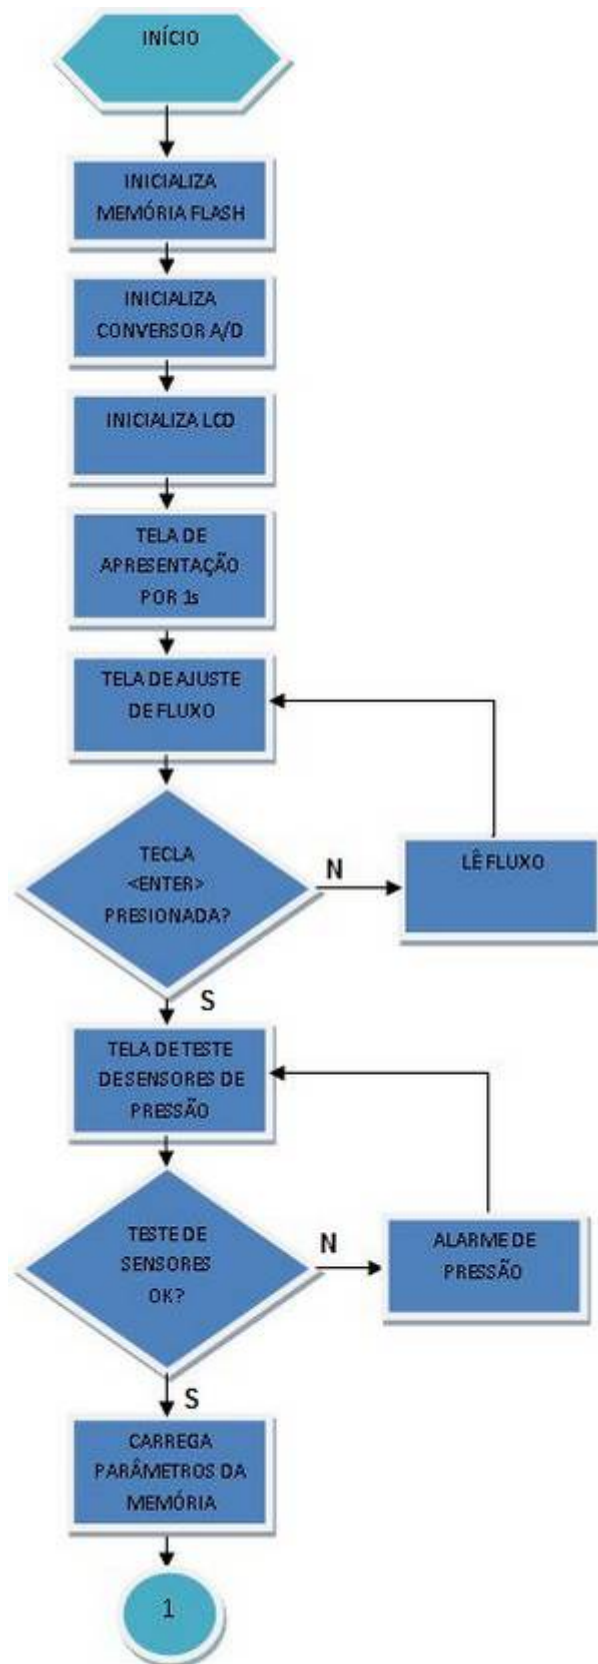 INÍCIO
INICIALIZA
MEMÓRIA FLASH
INICIALIZA
CONVERSOR A/D
INICIALIZA LCD
TELA DE
APRESENTAÇÃO
POR 1s
TELA DE AJUSTE
DE FLUXO
TECLA
<ENTER>
PRESIONADA?
N
LÊ FLUXO
S
TELA DE TESTE
DE SENSORES DE
PRESSÃO
TESTE DE
SENSORES
OK?
N
ALARME DE
PRESSÃO
S
CARREGA
PARÂMETROS DA
MEMÓRIA
1